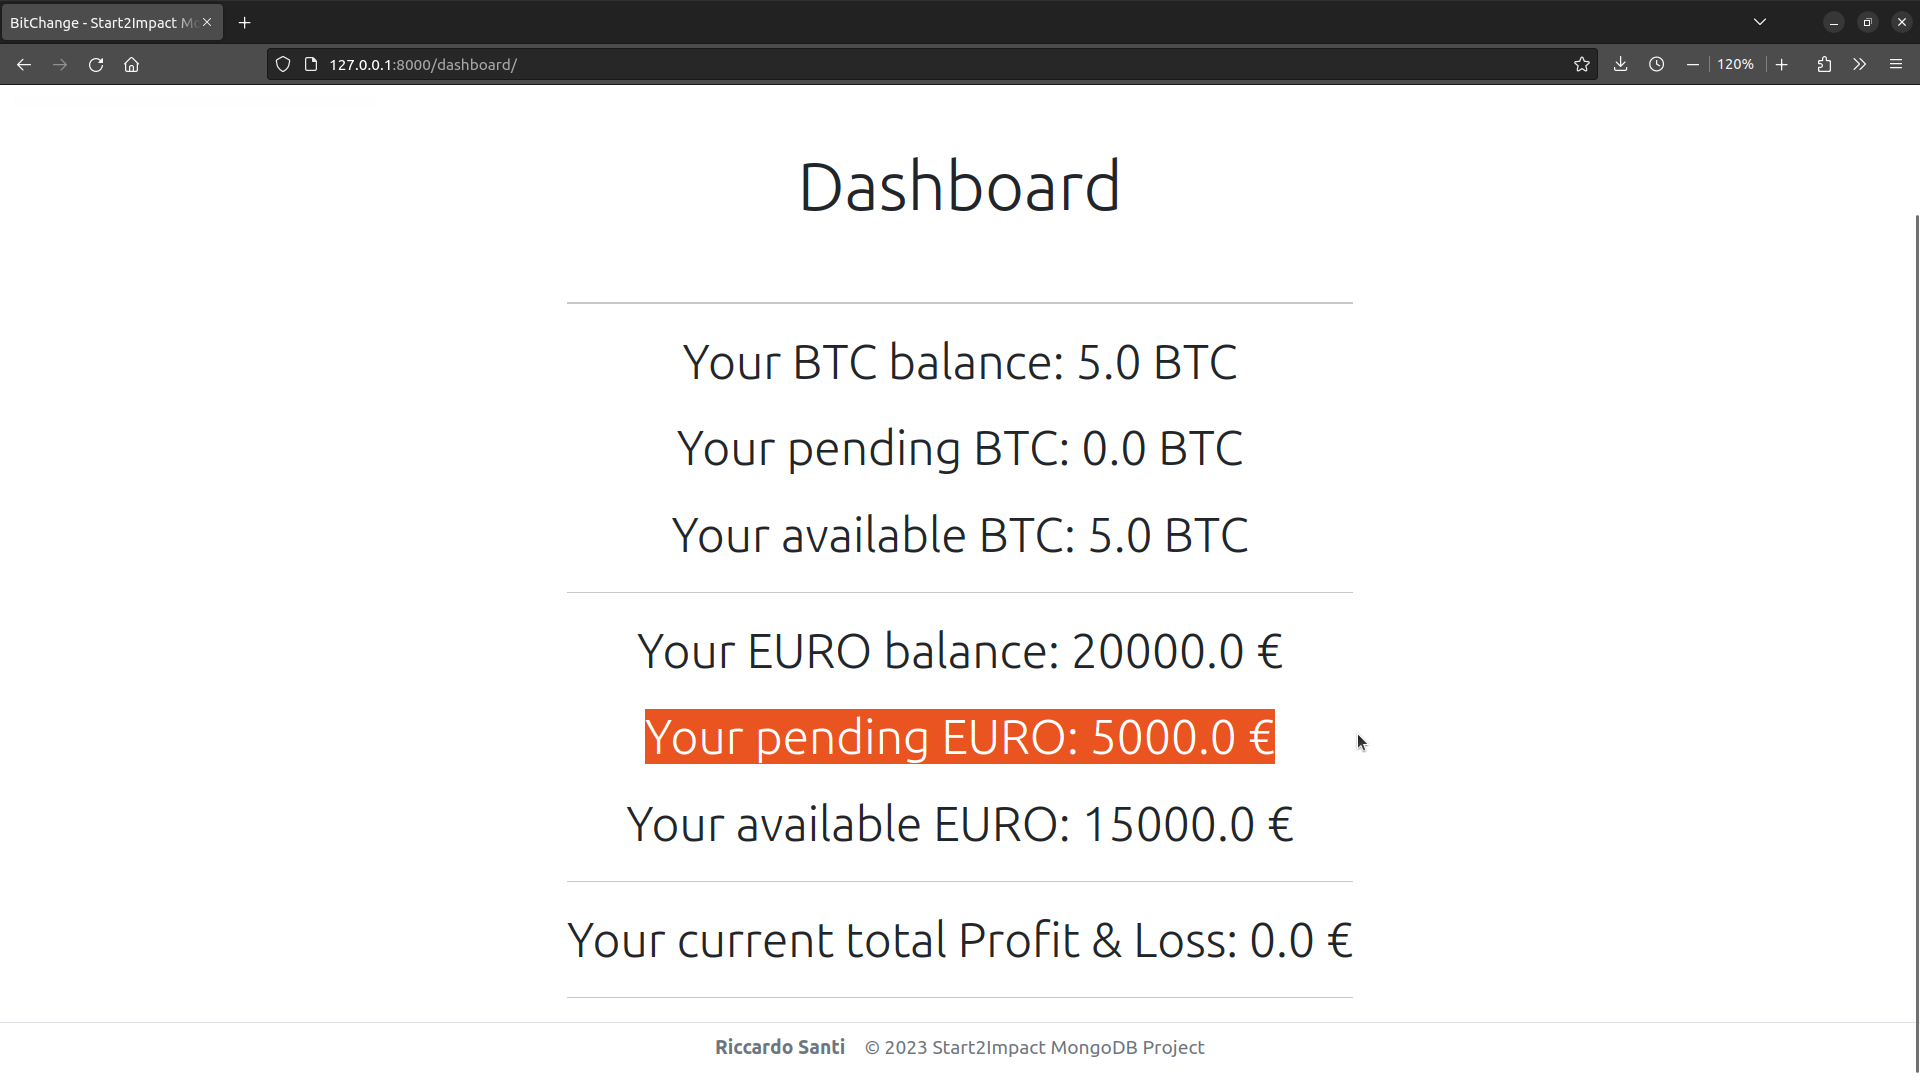 BitChange - Start2Impact Mo
127.0.0.1:8000/dashboard/
120%
Dashboard
Your BTC balance: 5.0 BTC
Your pending BTC: 0.0 BTC
Your available BTC: 5.0 BTC
Your EURO balance: 20000.0 €
Your pending EURO: 5000.0 €
Your available EURO: 15000.0 €
Your current total Profit & Loss: 0.0 €
Riccardo Santi © 2023 Start2Impact MongoDB Project